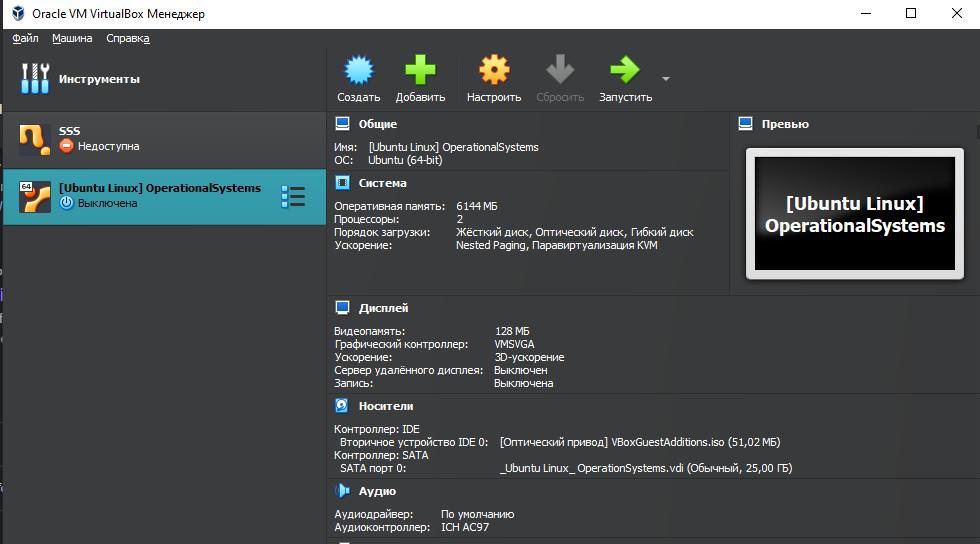 Oracle VM VirtualBox Менеджер
Файл Машина Справка
Инструменты
Создать Добавить Настроить Сбросить Запустить
SSS
Недоступна
64
[Ubuntu Linux] OperationalSystems
Выключена
Общие
Имя: [Ubuntu Linux] OperationalSystems
ОС: Ubuntu (64-bit)
Система
Оперативная память: 6144 МБ
Процессоры: 2
Порядок загрузки: Жёсткий диск, Оптический диск, Гибкий диск
Ускорение: Nested Paging, Паравиртуализация KVM
Превью
[Ubuntu Linux]
OperationalSystems
Дисплей
Видеопамять: 128 МБ
Графический контроллер: VMSVGA
Ускорение: 3D-ускорение
Сервер удалённого дисплея: Выключен
Запись: Выключена
Носители
Контроллер: IDE
Вторичное устройство IDE 0: [Оптический привод] VBoxGuestAdditions.iso (51,02 МБ)
Контроллер: SATA
SATA порт 0: _Ubuntu Linux_ OperationSystems.vdi (Обычный, 25,00 ГБ)
Аудио
Аудиодрайвер: По умолчанию
Аудиоконтроллер: ICH AC97